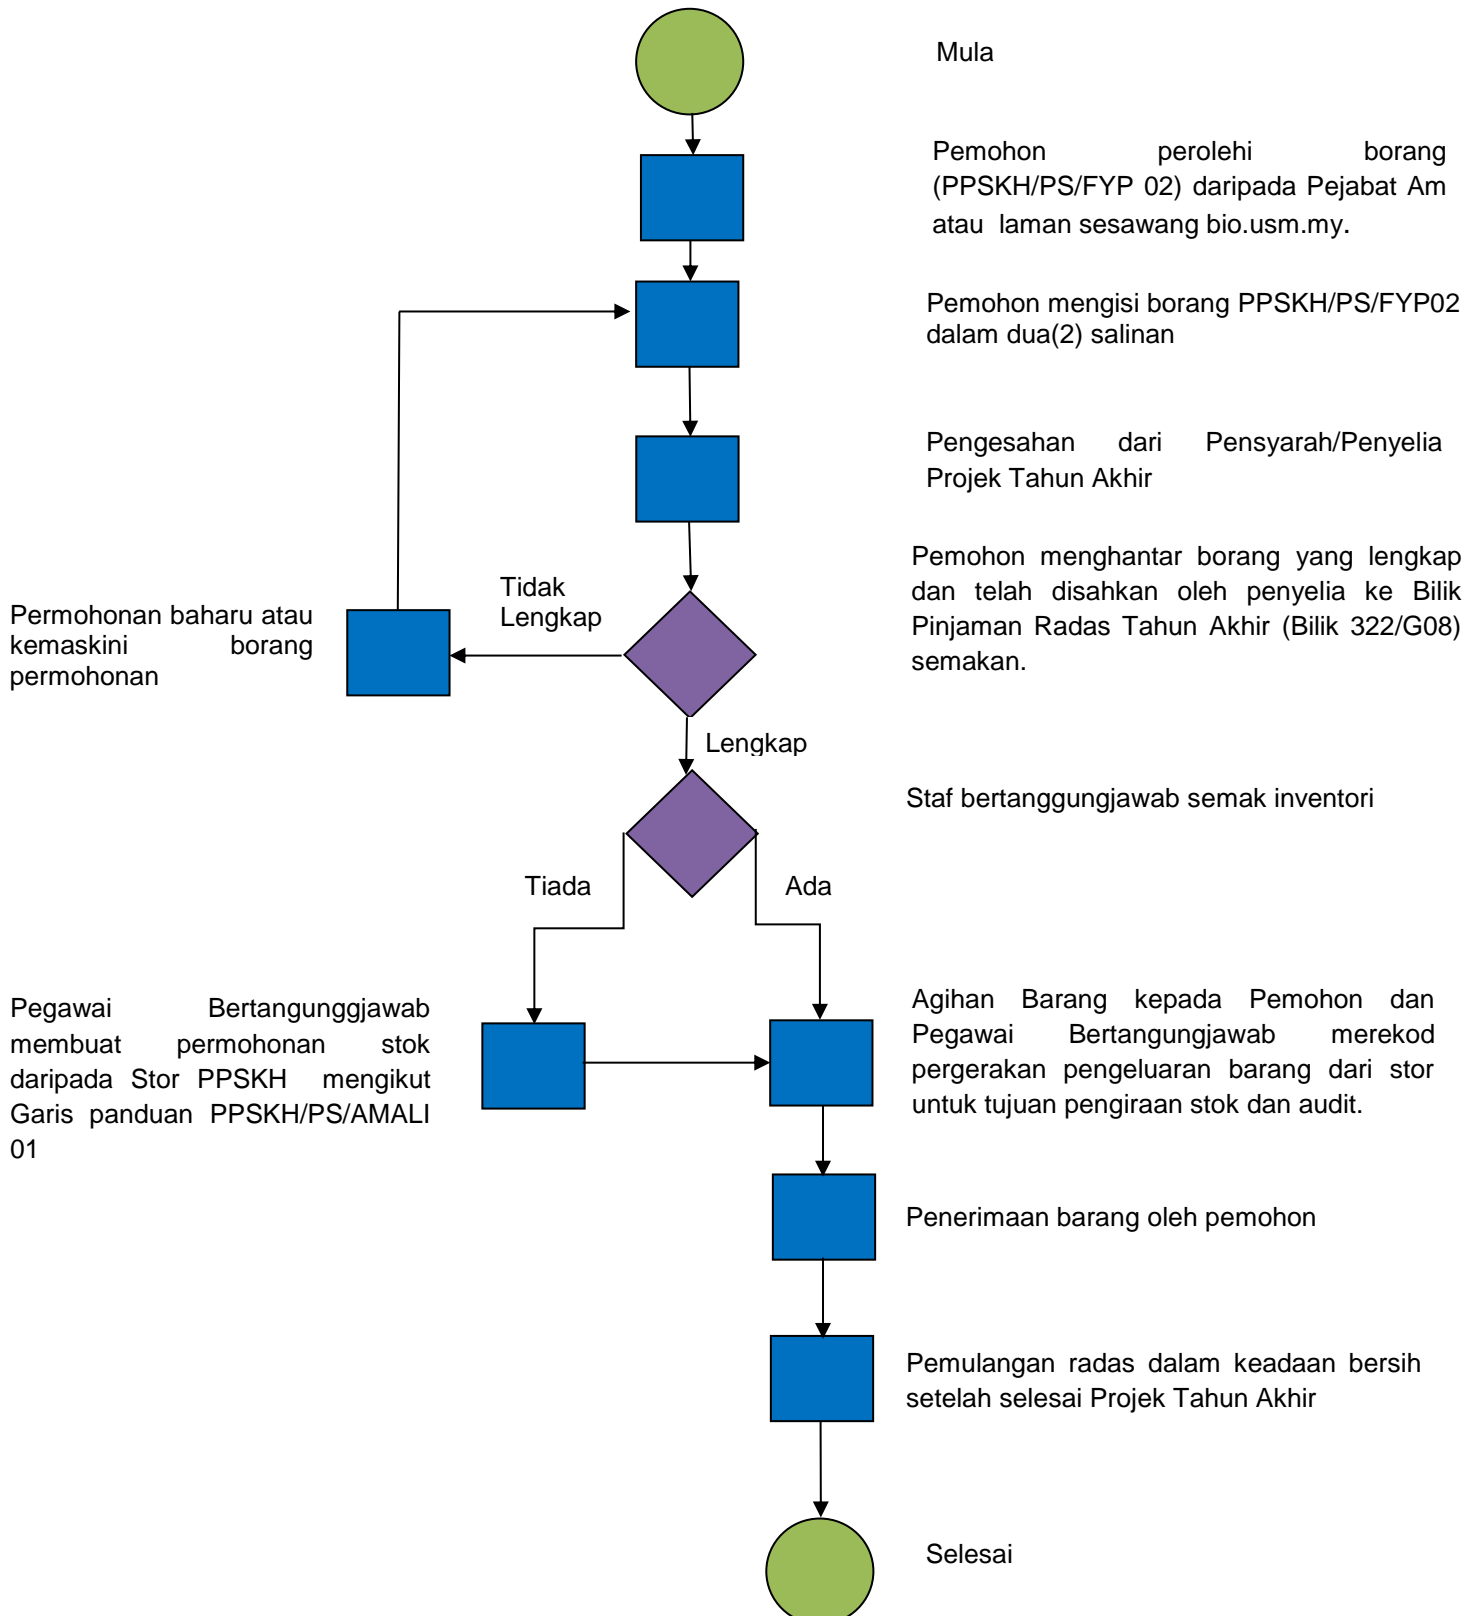 Mula
Pemohon perolehi borang
(PPSKH/PS/FYP 02) daripada Pejabat Am
atau laman sesawang bio.usm.my.
Pemohon mengisi borang PPSKH/PS/FYP02
dalam dua(2) salinan
Pengesahan dari Pensyarah/Penyelia
Projek Tahun Akhir
Pemohon menghantar borang yang lengkap
dan telah disahkan oleh penyelia ke Bilik
Pinjaman Radas Tahun Akhir (Bilik 322/G08)
semakan.
Tidak
Lengkap
Permohonan baharu atau
kemaskini borang
permohonan
Lengkap
Staf bertanggungjawab semak inventori
Tiada
Ada
Pegawai Bertangunggjawab
membuat permohonan stok
daripada Stor PPSKH mengikut
Garis panduan PPSKH/PS/AMALI
01
Agihan Barang kepada Pemohon dan
Pegawai Bertangungjawab merekod
pergerakan pengeluaran barang dari stor
untuk tujuan pengiraan stok dan audit.
Penerimaan barang oleh pemohon
Pemulangan radas dalam keadaan bersih
setelah selesai Projek Tahun Akhir
Selesai